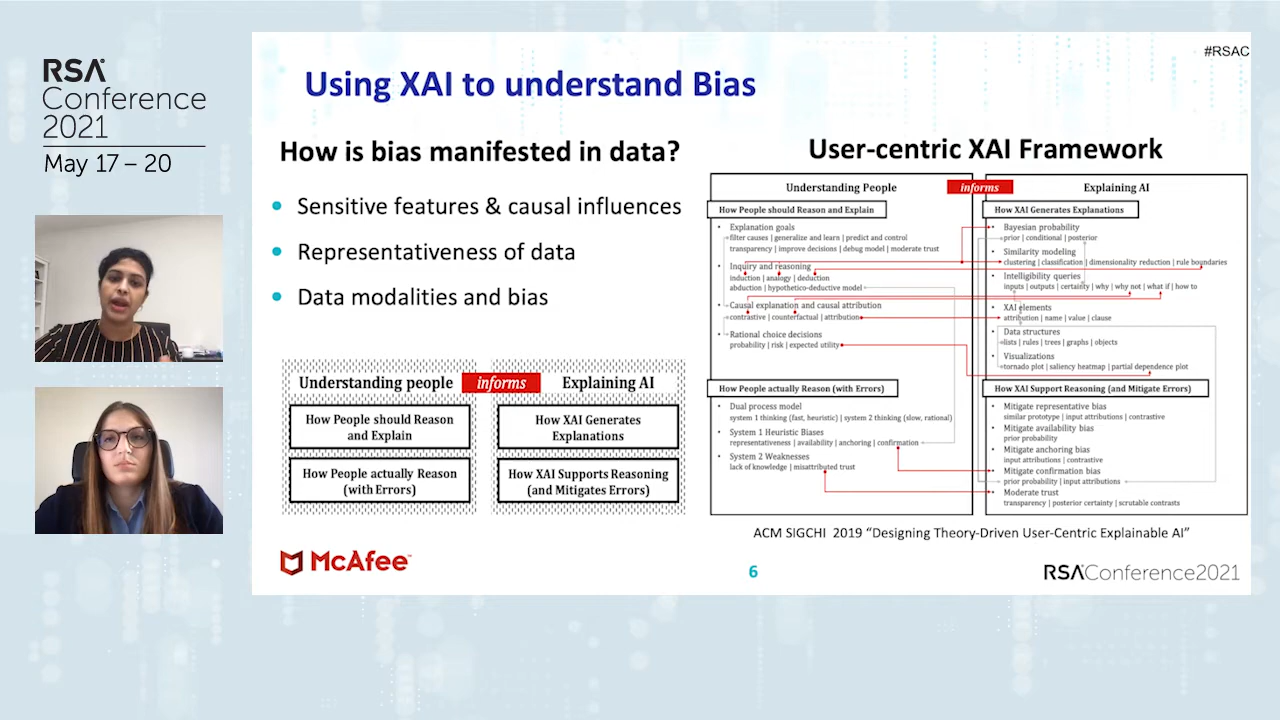 RSA
Conference
2021
May 17 – 20
#RSAC
Using XAI to understand Bias
How is bias manifested in data?
• Sensitive features & causal influences
• Representativeness of data
• Data modalities and bias
Understanding people informs Explaining AI
How People should Reason
and Explain
How XAI Generates
Explanations
How People actually Reason
(with Errors)
How XAI Supports Reasoning
(and Mitigates Errors)
User-centric XAI Framework
Understanding People
informs
Explaining AI
How People should Reason and Explain
• Explanation goals
filter causes | generalize and learn | predict and control
transparency | improve decisions | debug model | moderate trust
• Inquiry and reasoning
induction | analogy | deduction
abduction | hypothetico-deductive model
• Causal explanation and causal attribution
contrastive | counterfactual | attribution
• Rational choice decisions
probability | risk | expected utility
How People actually Reason (with Errors)
• Dual process model
system 1 thinking (fast, heuristic) | system 2 thinking (slow, rational)
• System 1 Heuristic Biases
representativeness | availability | anchoring | confirmation
• System 2 Weaknesses
lack of knowledge | misattributed trust
How XAI Generates Explanations
• Bayesian probability
prior | conditional | posterior
• Similarity modeling
clustering | classification | dimensionality reduction | rule boundaries
• Intelligibility queries
inputs | outputs | certainty | why | why not | what if | how to
• XAI elements
attribution | name | value | clause
• Data structures
lists | rules | trees | graphs | objects
• Visualizations
tornado plot | saliency heatmap | partial dependence plot
How XAI Support Reasoning (and Mitigate Errors)
• Mitigate representative bias
similar prototype | input attributions | contrastive
• Mitigate availability bias
prior probability
• Mitigate anchoring bias
input attributions | contrastive
• Mitigate confirmation bias
prior probability | input attributions
• Moderate trust
transparency | posterior certainty | scrutable contrasts
ACM SIGCHI 2019 “Designing Theory-Driven User-Centric Explainable AI”
McAfee™
6
RSAConference2021